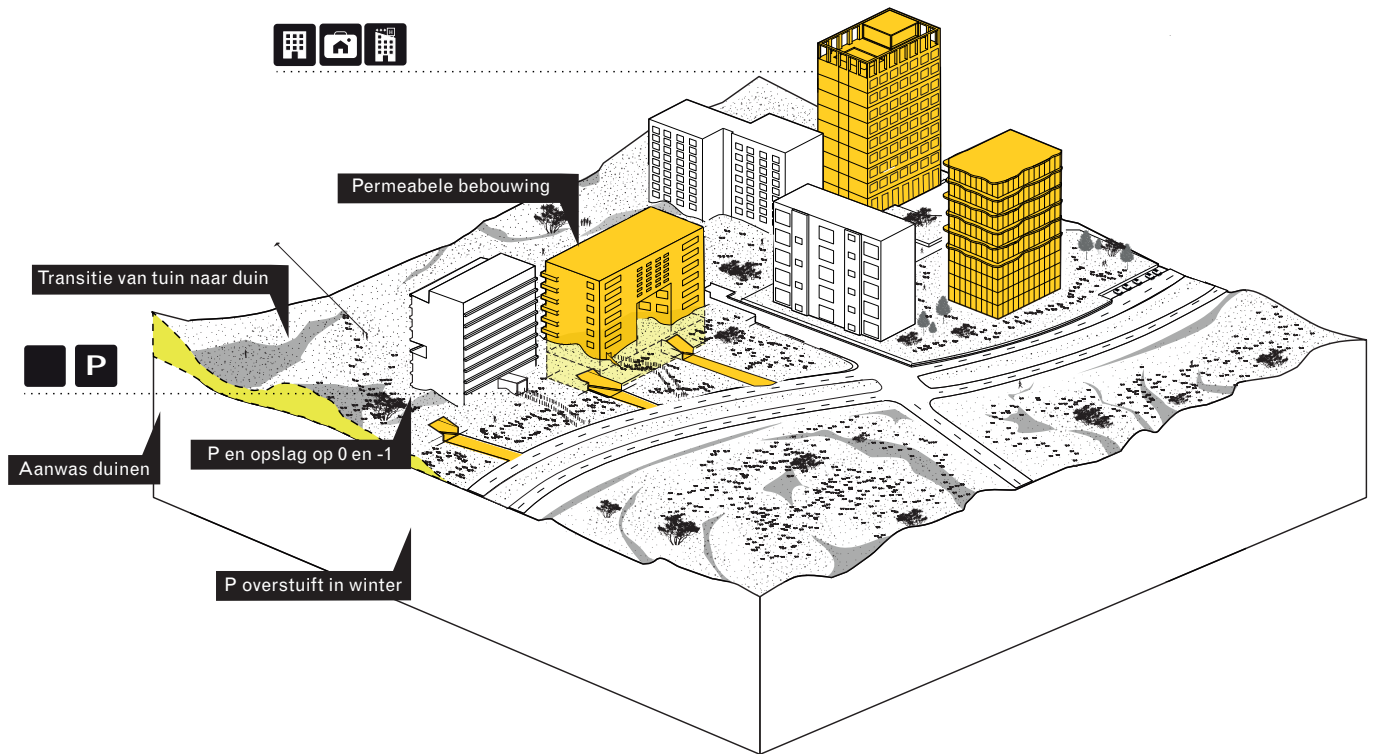 Permeabele bebouwing
Transitie van tuin naar duin
P
P en opslag op 0 en -1
Aanwas duinen
P overstuift in winter